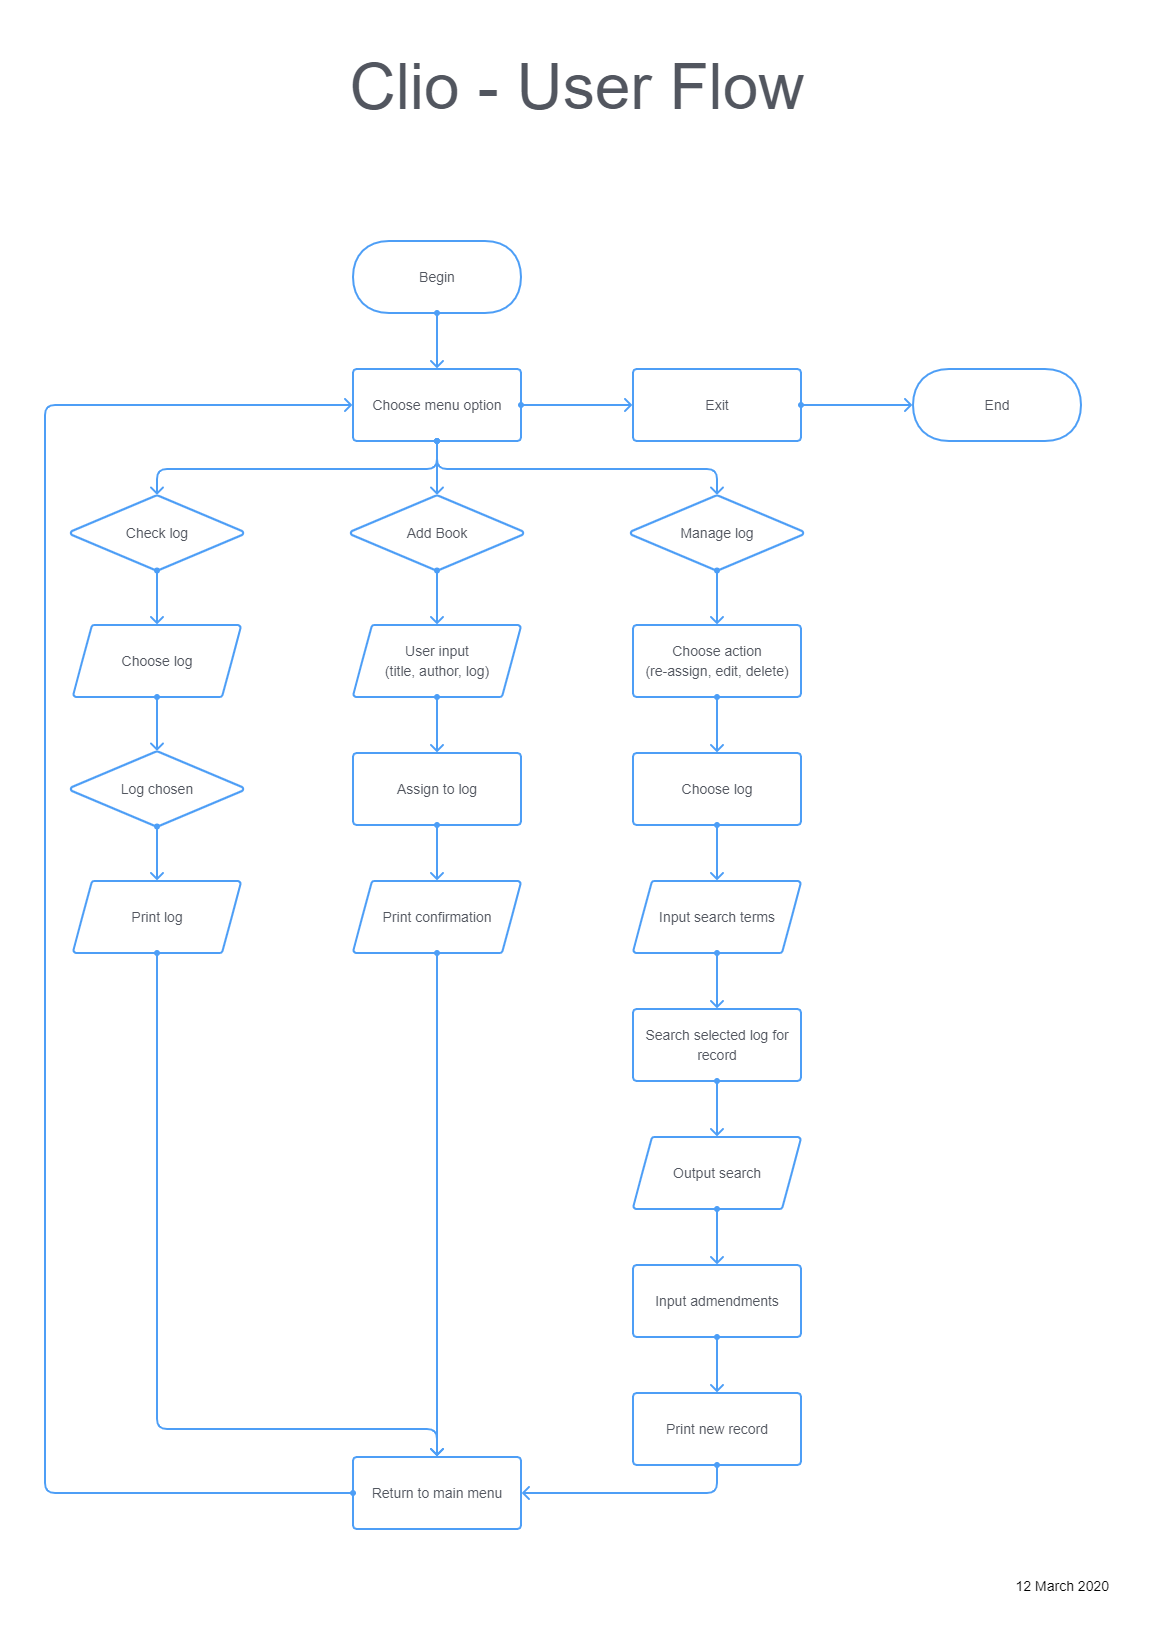 Clio - User Flow
Begin
Choose menu option
Exit
End
Check log
Add Book
Manage log
Choose log
User input
(title, author, log)
Choose action
(re-assign, edit, delete)
Log chosen
Assign to log
Choose log
Print log
Print confirmation
Input search terms
Search selected log for
record
Output search
Input admendments
Print new record
Return to main menu
12 March 2020